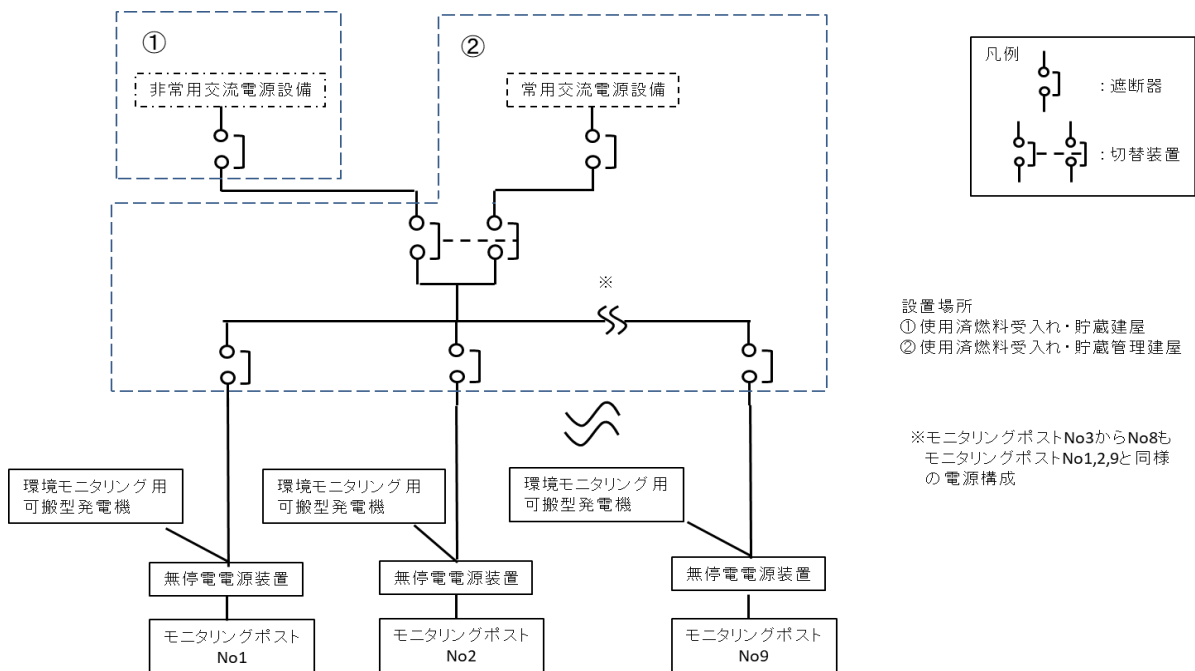 ①
非常用交流電源設備
②
常用交流電源設備
凡例
：遮断器
：切替装置
※
設置場所
①使用済燃料受入れ・貯蔵建屋
②使用済燃料受入れ・貯蔵管理建屋
※モニタリングポストNo3からNo8も
モニタリングポストNo1,2,9と同様
の電源構成
環境モニタリング用
可搬型発電機
環境モニタリング用
可搬型発電機
環境モニタリング用
可搬型発電機
無停電電源装置
無停電電源装置
無停電電源装置
モニタリングポスト
No1
モニタリングポスト
No2
モニタリングポスト
No9